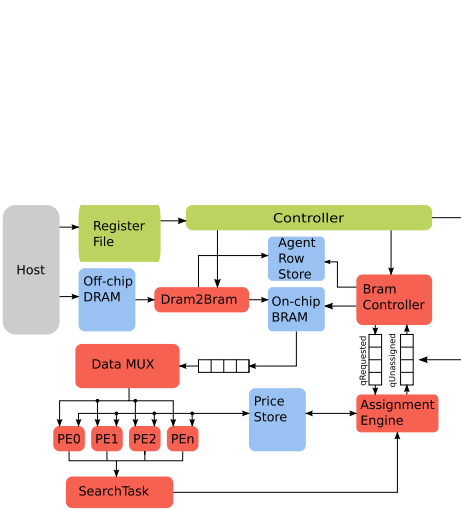 Controller
Register
File
Host
Agent
Row
Store
Off-chip
DRAM
Dram2Bram
On-chip
BRAM
Bram
Controller
qRequested
qUnassigned
Data MUX
Price
Store
Assignment
Engine
PE0
PE1
PE2
PEn
SearchTask